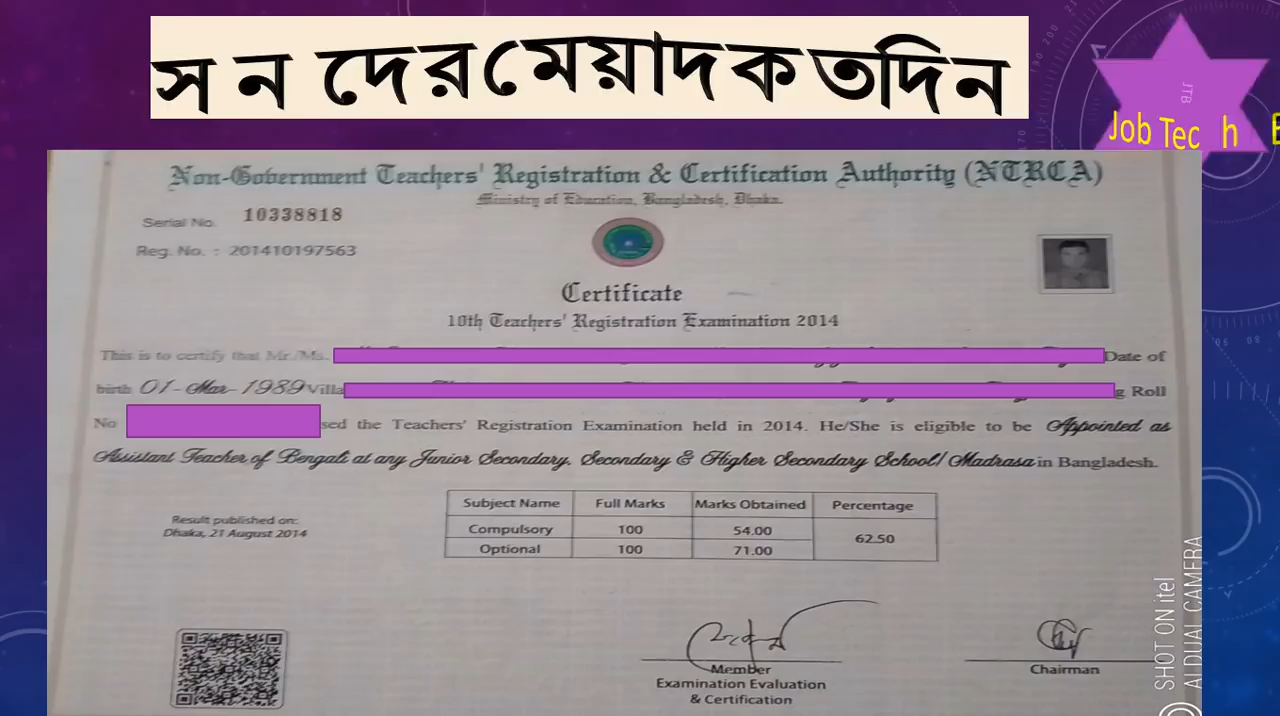 স ন দের মেয়াদ কতদিন
JTB
Job Tec h
Non-Government Teachers' Registration & Certification Authority (NTRCA)
Ministry of Education, Bangladesh, Dhaka.
Serial No. 10338818
Reg. No. : 201410197563
Certificate
10th Teachers' Registration Examination 2014
This is to certify that Mr./Ms. Date of
birth 01-Mar-1989 Villa g Roll
No sed the Teachers' Registration Examination held in 2014. He/She is eligible to be Appointed as
Assistant Teacher of Bengali at any Junior Secondary, Secondary & Higher Secondary School/Madrasa in Bangladesh.
Result published on:
Dhaka, 21 August 2014
Subject Name Full Marks Marks Obtained Percentage
Compulsory 100 54.00 62.50
Optional 100 71.00
Member
Examination Evaluation
& Certification
Chairman
SHOT ON itel
AI DUAL CAMERA